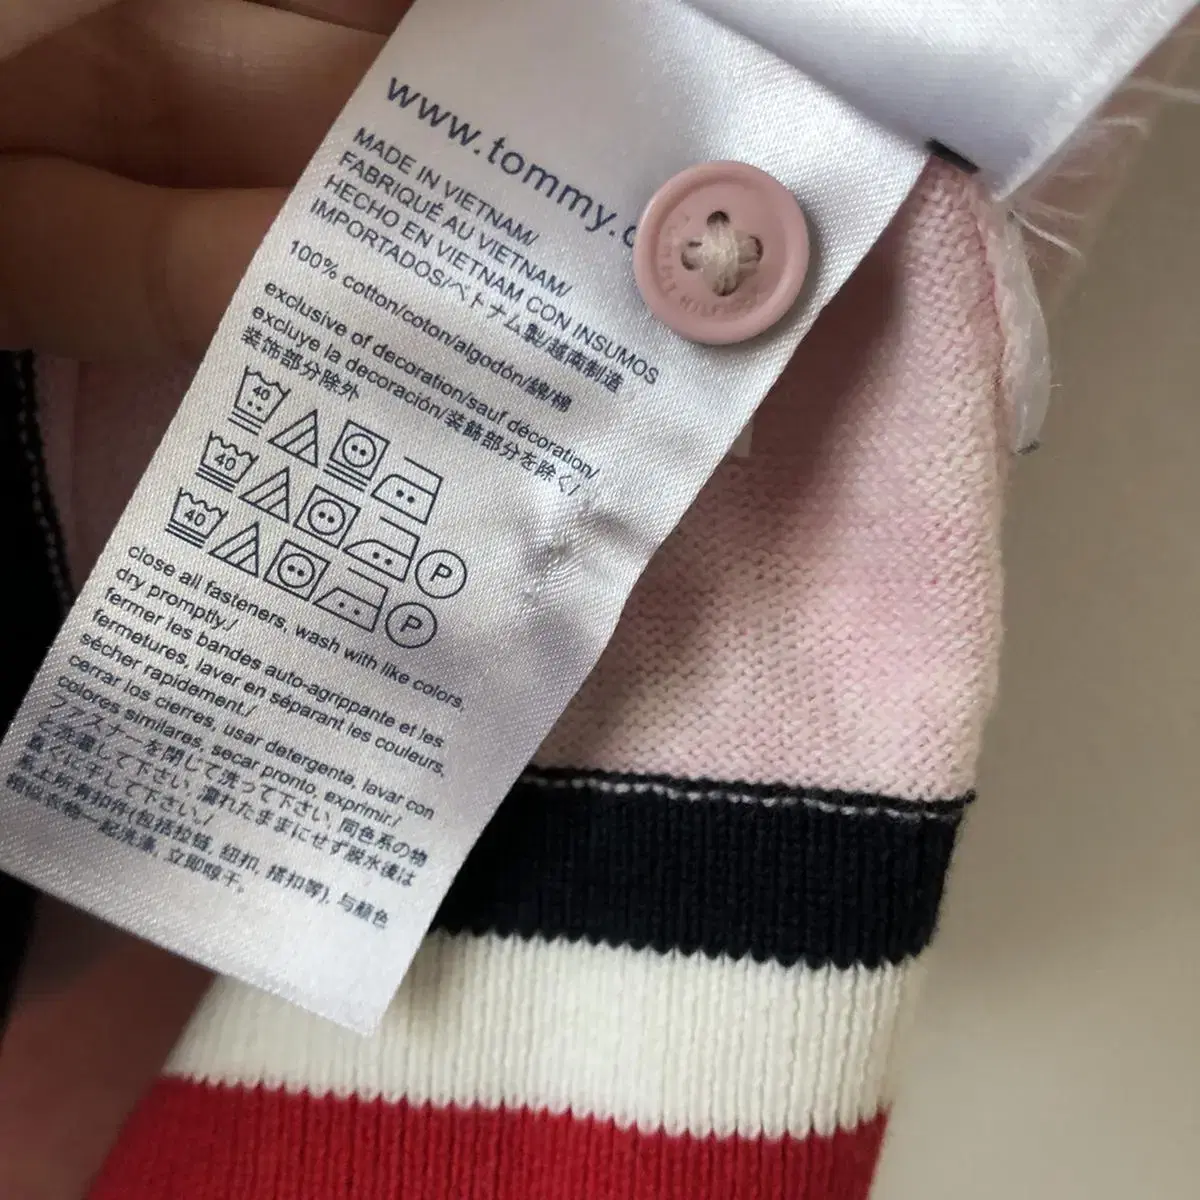 www.tommy.c
MADE IN VIETNAM/
FABRIQUÉ AU VIETNAM/
HECHO EN VIETNAM CON INSUMOS
IMPORTADOS/ベトナム製/越南制造
100% cotton/coton/algodón/綿/棉
exclusive of decoration/sauf décoration/
excluye la decoración/装飾部分を除く/
装饰部分除外
40
40
P
40
P
close all fasteners, wash with like colors,
dry promptly./
fermer les bandes auto-agrippante et les
fermetures, laver en séparant les couleurs,
sécher rapidement./
cerrar los cierres, usar detergente, lavar con
colores similares, secar pronto, exprimir./
ファスナーを閉じて洗って下さい, 同色系の物
と洗濯して下さい, 濡れたままにせず脱水後は
直ぐに干して下さい./
系上所有扣件(包括拉链, 纽扣, 搭扣等), 与颜色
相近衣物一起洗涤, 立即晾干.